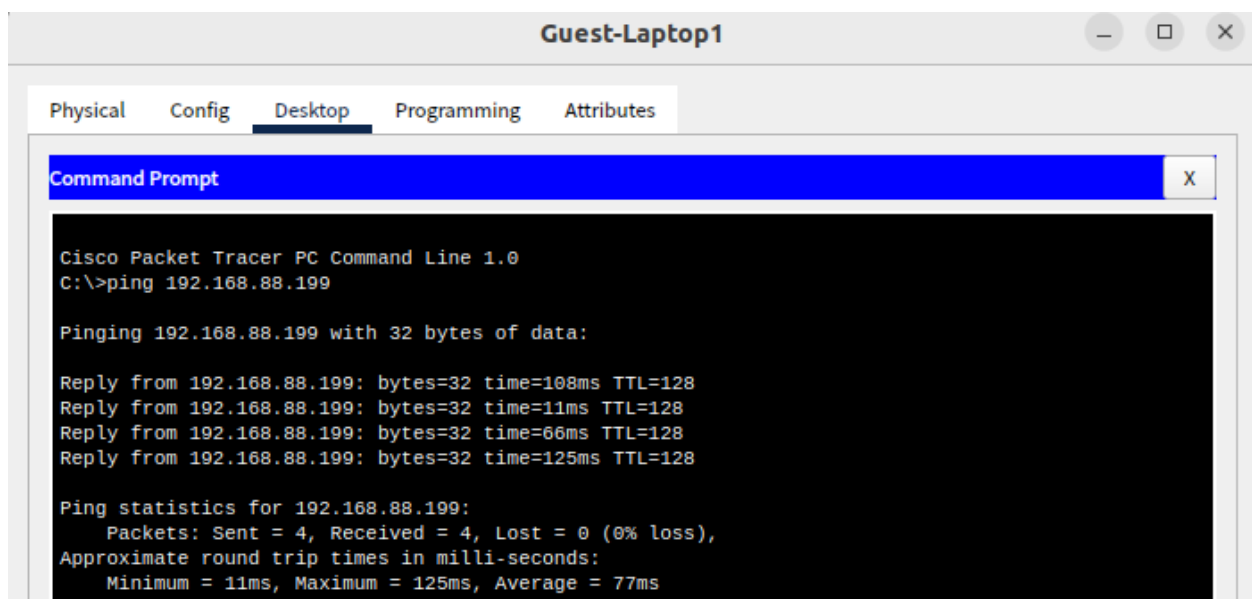 Guest-Laptop1
Physical Config Desktop Programming Attributes
Command Prompt X
Cisco Packet Tracer PC Command Line 1.0
C:\>ping 192.168.88.199
Pinging 192.168.88.199 with 32 bytes of data:
Reply from 192.168.88.199: bytes=32 time=108ms TTL=128
Reply from 192.168.88.199: bytes=32 time=11ms TTL=128
Reply from 192.168.88.199: bytes=32 time=66ms TTL=128
Reply from 192.168.88.199: bytes=32 time=125ms TTL=128
Ping statistics for 192.168.88.199:
Packets: Sent = 4, Received = 4, Lost = 0 (0% loss),
Approximate round trip times in milli-seconds:
Minimum = 11ms, Maximum = 125ms, Average = 77ms